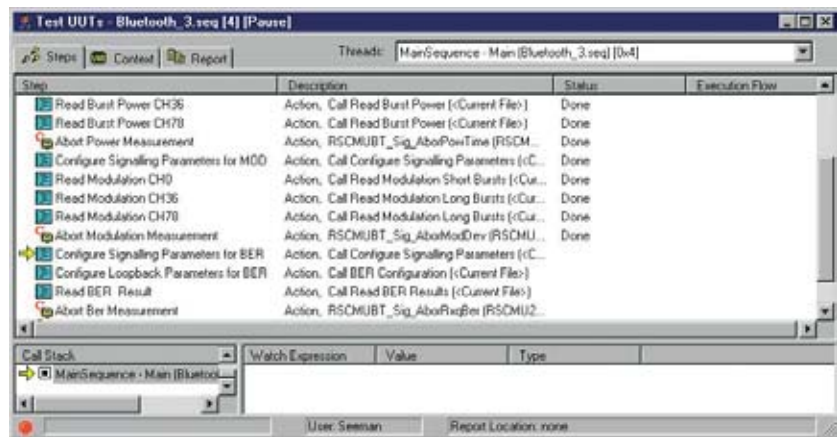 Test UUTs - Bluetooth_3.seq [4] [Pause]
Steps Context Report Threads: MainSequence - Main (Bluetooth_3.seq) [0x4]
Step Description Status Execution Flow
Read Burst Power CH36 Action, Call Read Burst Power (<Current File>) Done
Read Burst Power CH78 Action, Call Read Burst Power (<Current File>) Done
Abort Power Measurement Action, RSCMUBT_Sig_AborPowTime (RSCM... Done
Configure Signalling Parameters for MOD Action, Call Configure Signalling Parameters (<C... Done
Read Modulation CH0 Action, Call Read Modulation Short Bursts (<Cur... Done
Read Modulation CH36 Action, Call Read Modulation Long Bursts (<Cur... Done
Read Modulation CH78 Action, Call Read Modulation Long Bursts (<Cur... Done
Abort Modulation Measurement Action, RSCMUBT_Sig_AborModDev (RSCMU... Done
Configure Signalling Parameters for BER Action, Call Configure Signalling Parameters (<C...
Configure Loopback Parameters for BER Action, Call BER Configuration (<Current File>)
Read BER Result Action, Call Read BER Results (<Current File>)
Abort Ber Measurement Action, RSCMUBT_Sig_AborRxqBer (RSCMU2...
Call Stack Watch Expression Value Type
MainSequence - Main (Bluetoo
User: Seeman Report Location: none